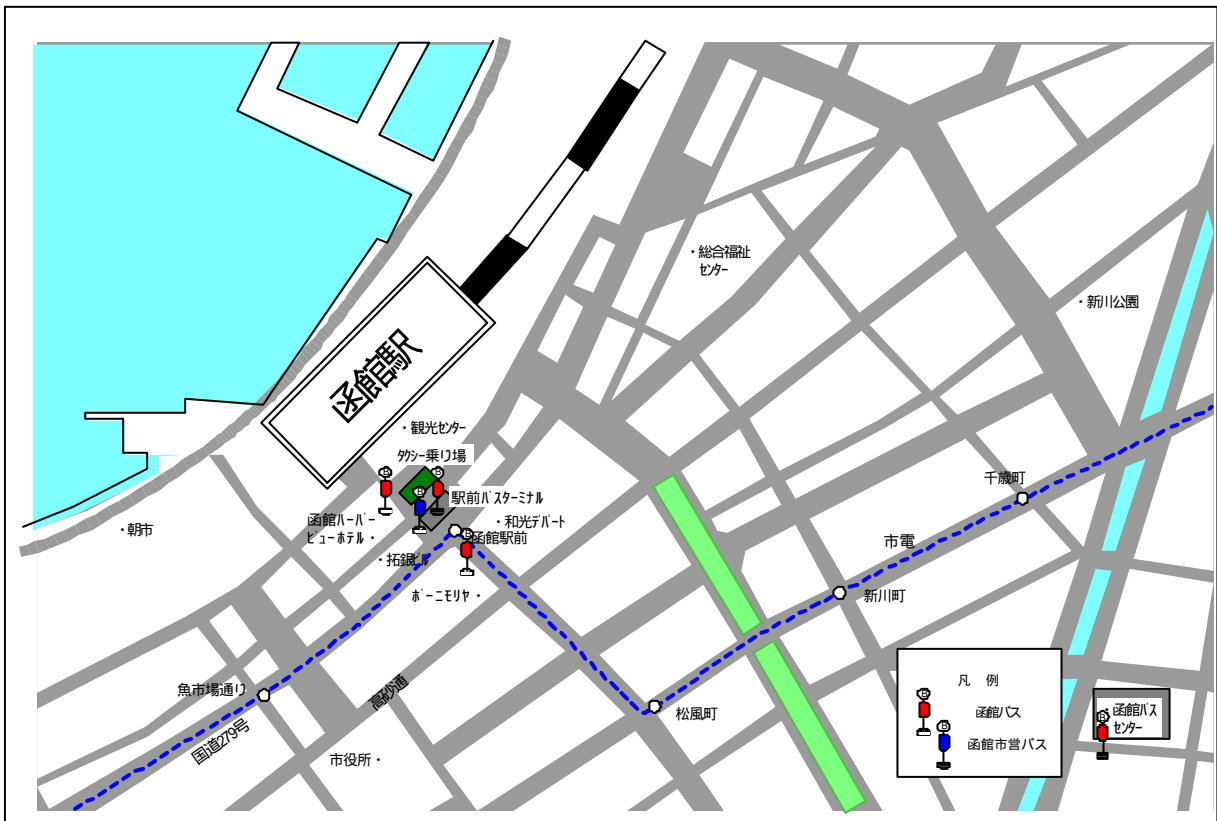 ・総合福祉
センター
・新川公園
函館駅
・観光センター
タクシー乗り場
駅前バスターミナル
函館ハーバー
ビューホテル・
・和光デパート
函館駅前
・朝市
・拓銀ビル
ボーニモリヤ・
千歳町
市電
新川町
魚市場通り
高砂通
国道279号
松風町
市役所・
凡 例
函館バス
函館市営バス
函館バス
センター